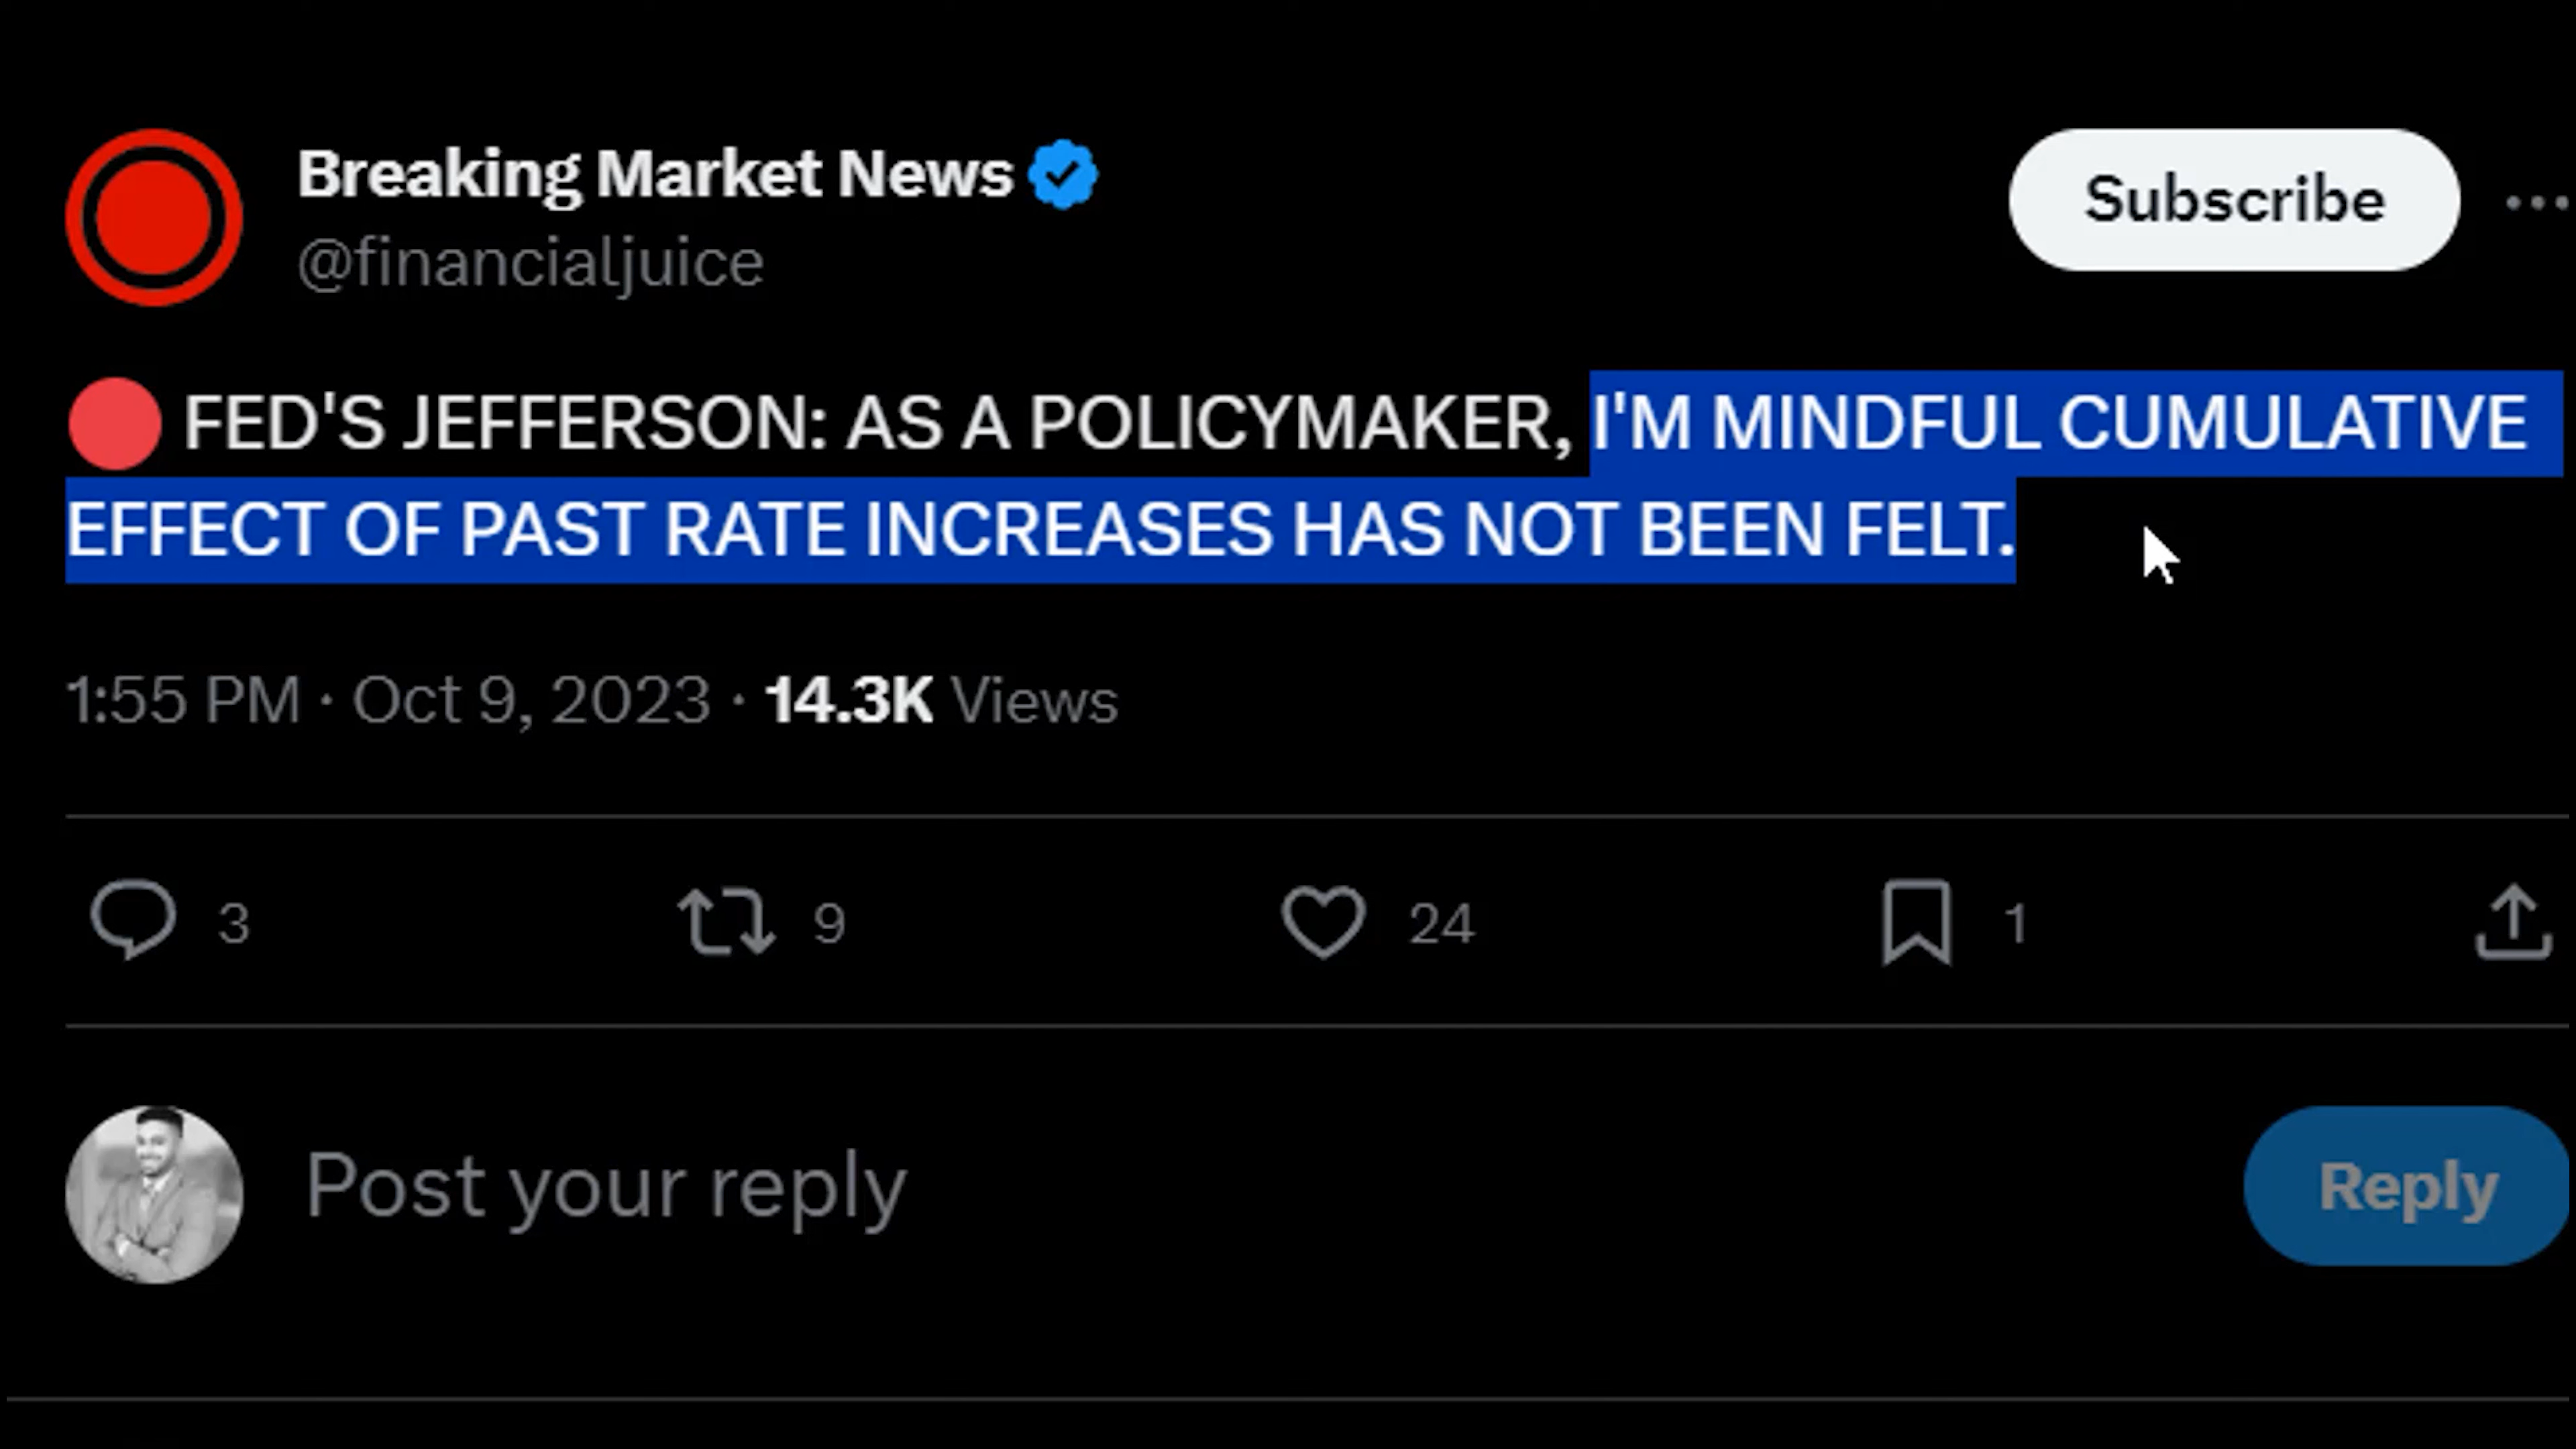 Breaking Market News
Subscribe
@financialjuice
FED'S JEFFERSON: AS A POLICYMAKER, I'M MINDFUL CUMULATIVE
EFFECT OF PAST RATE INCREASES HAS NOT BEEN FELT.
1:55 PM · Oct 9, 2023 · 14.3K Views
3 9 24 1
Post your reply
Reply